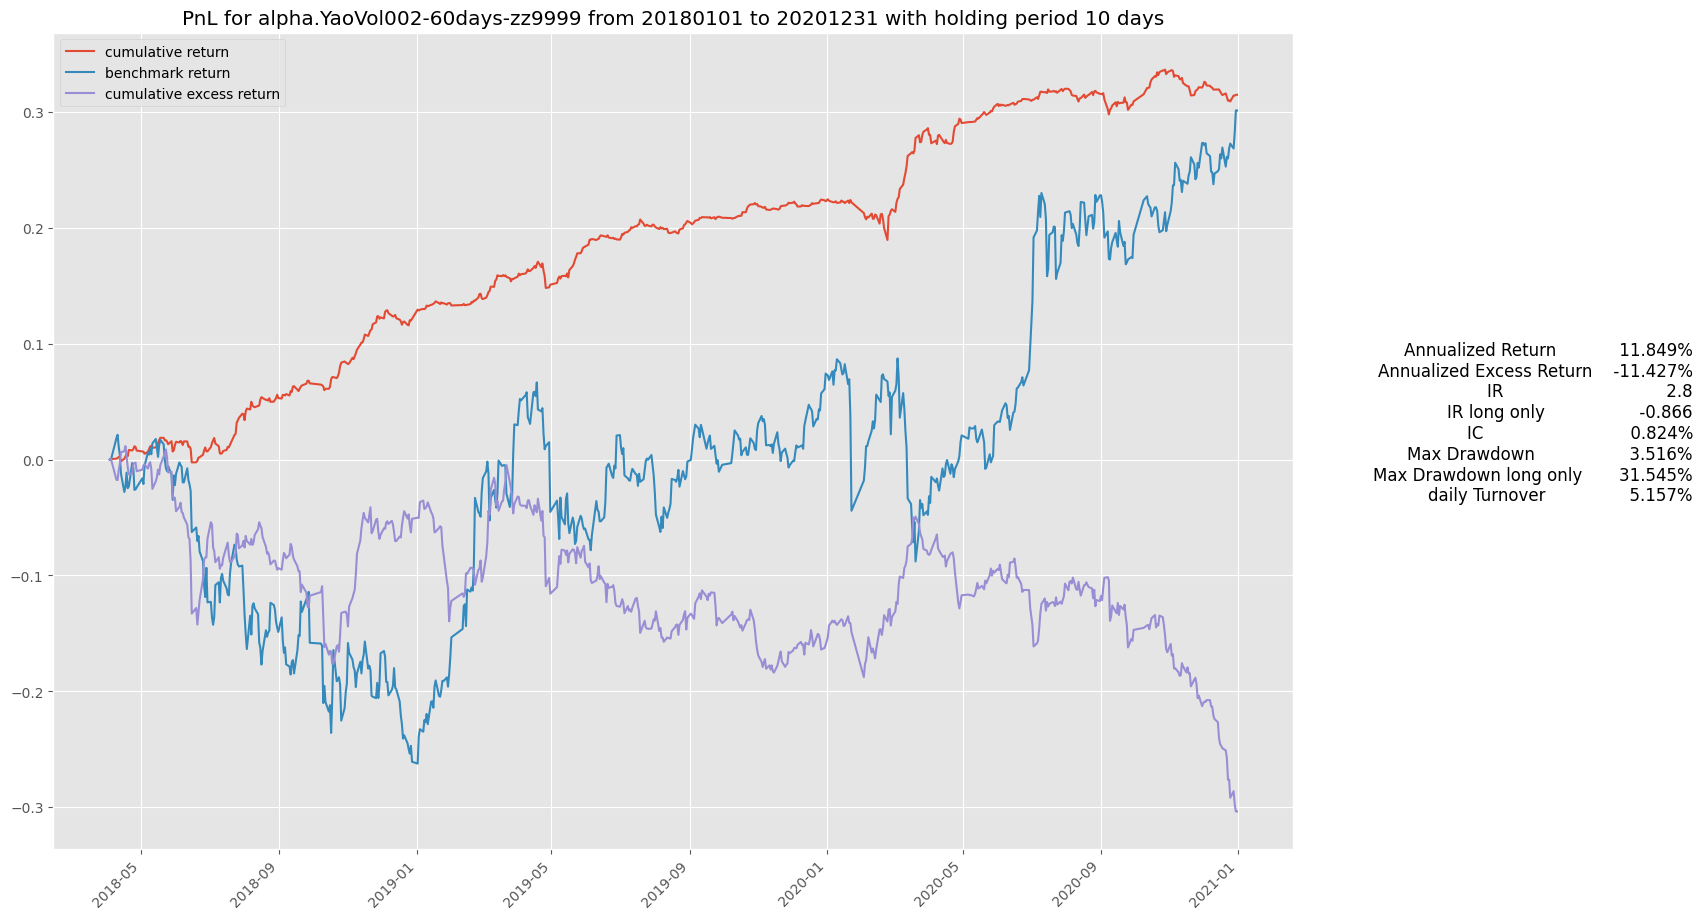 PnL for alpha.YaoVol002-60days-zz9999 from 20180101 to 20201231 with holding period 10 days
cumulative return
benchmark return
cumulative excess return
0.3
0.2
0.1
0.0
−0.1
−0.2
−0.3
2018-05
2018-09
2019-01
2019-05
2019-09
2020-01
2020-05
2020-09
2021-01
Annualized Return 11.849%
Annualized Excess Return -11.427%
IR 2.8
IR long only -0.866
IC 0.824%
Max Drawdown 3.516%
Max Drawdown long only 31.545%
daily Turnover 5.157%